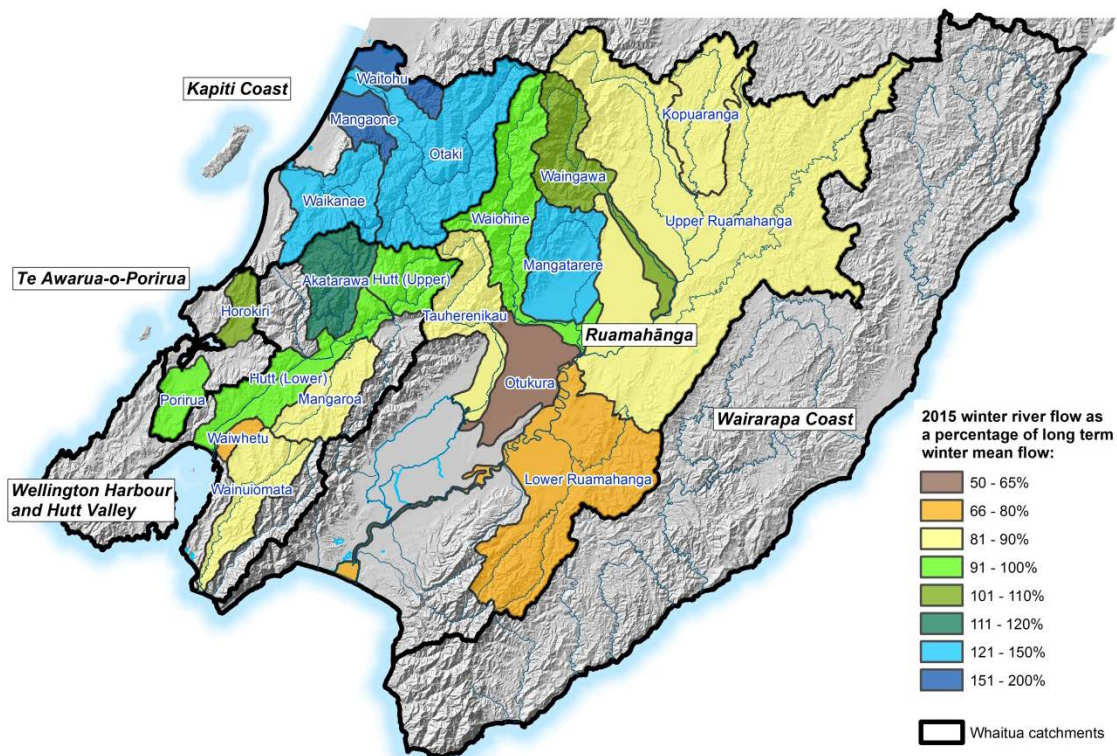 Waitohu
Kapiti Coast
Mangaone
Kopuaranga
Otaki
Waingawa
Waikanae
Waiohine
Upper Ruamahanga
Te Awarua-o-Porirua
Akatarawa
Hutt (Upper)
Mangatarere
Horokiri
Tauherenikau
Ruamahānga
Hutt (Lower)
Otukura
Porirua
Mangaroa
Wairarapa Coast
Waiwhetu
Lower Ruamahanga
Wellington Harbour
and Hutt Valley
Wainuiomata
2015 winter river flow as
a percentage of long term
winter mean flow:
50 - 65%
66 - 80%
81 - 90%
91 - 100%
101 - 110%
111 - 120%
121 - 150%
151 - 200%
Whaitua catchments